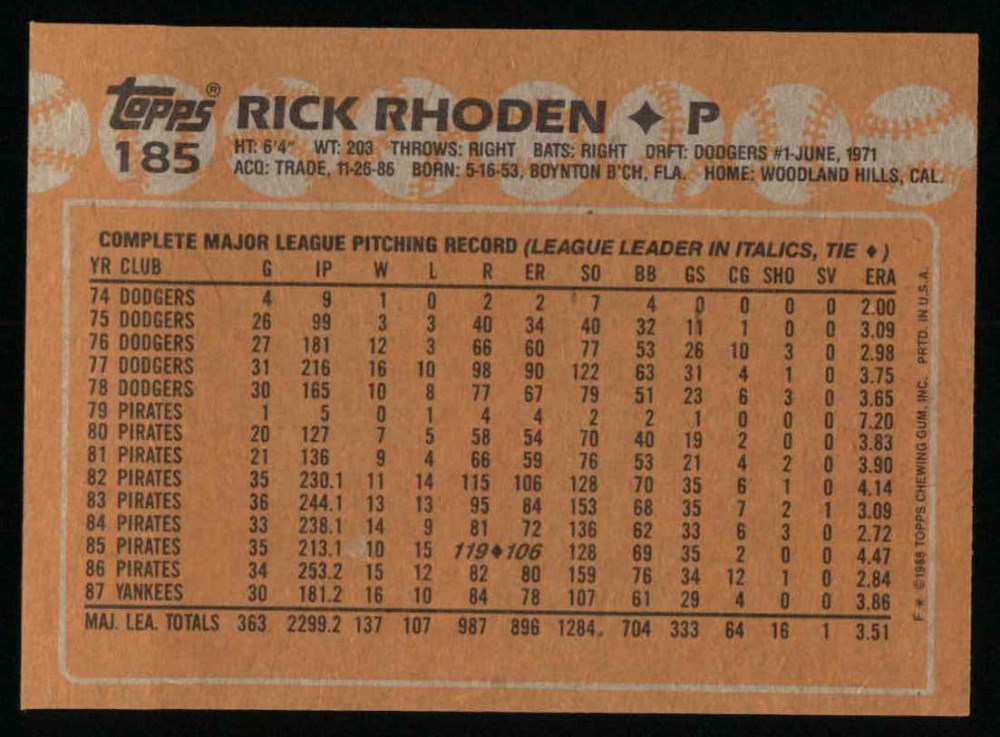 topps® RICK RHODEN ✦ P
185 HT: 6'4" WT: 203 THROWS: RIGHT BATS: RIGHT DRFT: DODGERS #1-JUNE, 1971
ACQ: TRADE, 11-26-86 BORN: 5-16-53, BOYNTON B'CH, FLA. HOME: WOODLAND HILLS, CAL.
COMPLETE MAJOR LEAGUE PITCHING RECORD (LEAGUE LEADER IN ITALICS, TIE ♦)
YR CLUB G IP W L R ER SO BB GS CG SHO SV ERA
74 DODGERS 4 9 1 0 2 2 7 4 0 0 0 0 2.00
75 DODGERS 26 99 3 3 40 34 40 32 11 1 0 0 3.09
76 DODGERS 27 181 12 3 66 60 77 53 26 10 3 0 2.98
77 DODGERS 31 216 16 10 98 90 122 63 31 4 1 0 3.75
78 DODGERS 30 165 10 8 77 67 79 51 23 6 3 0 3.65
79 PIRATES 1 5 0 1 4 4 2 2 1 0 0 0 7.20
80 PIRATES 20 127 7 5 58 54 70 40 19 2 0 0 3.83
81 PIRATES 21 136 9 4 66 59 76 53 21 4 2 0 3.90
82 PIRATES 35 230.1 11 14 115 106 128 70 35 6 1 0 4.14
83 PIRATES 36 244.1 13 13 95 84 153 68 35 7 2 1 3.09
84 PIRATES 33 238.1 14 9 81 72 136 62 33 6 3 0 2.72
85 PIRATES 35 213.1 10 15 119♦106 128 69 35 2 0 0 4.47
86 PIRATES 34 253.2 15 12 82 80 159 76 34 12 1 0 2.84
87 YANKEES 30 181.2 16 10 84 78 107 61 29 4 0 0 3.86
MAJ. LEA. TOTALS 363 2299.2 137 107 987 896 1284. 704 333 64 16 1 3.51
F* ©1988 TOPPS CHEWING GUM, INC. PRTD. IN U.S.A.